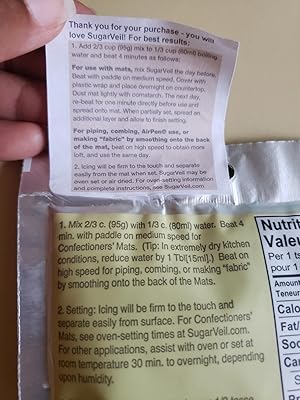 Thank you for your purchase - you will
love SugarVeil! For best results:
1. Add 2/3 cup (95g) mix to 1/3 cup (80ml) boiling
water and beat 4 minutes as follows:
For use with mats, mix SugarVeil the day before.
Beat with paddle on medium speed. Cover with
plastic wrap and place overnight on countertop.
Dust mat lightly with cornstarch. The next day,
re-beat for one minute directly before use and
spread onto mat. When partially set, spread an
additional layer and allow to finish setting.
For piping, combing, AirPen® use, or
making "fabric" by smoothing onto the back
of the mat, beat on high speed to obtain more
loft, and use the same day.
2. Icing will be firm to the touch and separate
easily from the mat when set. SugarVeil may be
oven set or air dried. For oven-setting information
and complete instructions, see SugarVeil.com.
1. Mix 2/3 c. (95g) with 1/3 c. (80ml) water. Beat 4
min. with paddle on medium speed for
Confectioners' Mats. (Tip: In extremely dry kitchen
conditions, reduce water by 1 Tbl[15ml].) Beat on
high speed for piping, combing, or making "fabric"
by smoothing onto the back of the Mats.
2. Setting: Icing will be firm to the touch and
separate easily from surface. For Confectioners'
Mats, see oven-setting times at SugarVeil.com.
For other applications, assist with oven or set at
room temperature 30 min. to overnight, depending
upon humidity.
Nutrit
Valeu
Per 1 ts
pour 1
Amount
Teneur
Calo
Fat
Sod
Car
S
Pr